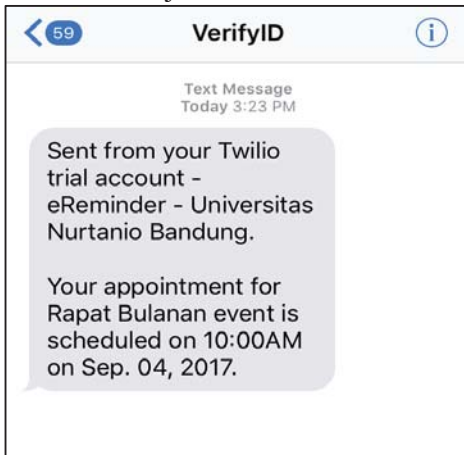 59
VerifyID
i
Text Message
Today 3:23 PM
Sent from your Twilio
trial account -
eReminder - Universitas
Nurtanio Bandung.
Your appointment for
Rapat Bulanan event is
scheduled on 10:00AM
on Sep. 04, 2017.